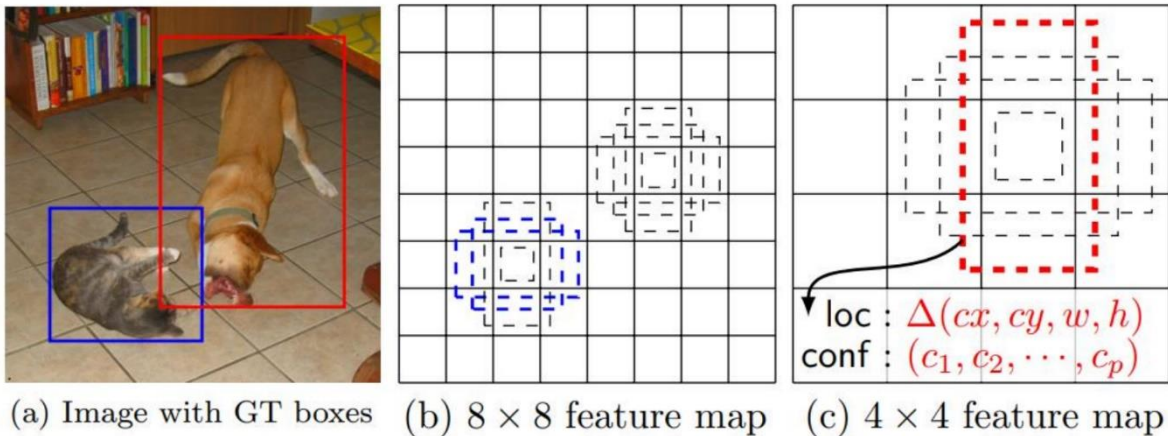 loc : Δ(cx, cy, w, h)
conf : (c₁, c₂, ⋯, cₚ)
(a) Image with GT boxes
(b) 8 × 8 feature map
(c) 4 × 4 feature map